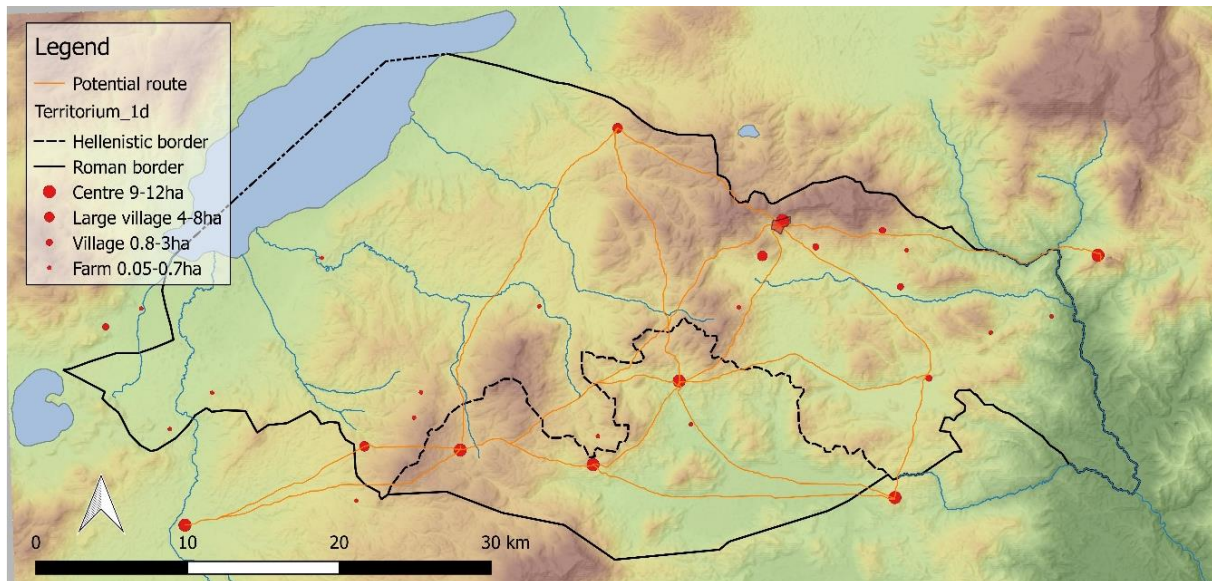 Legend
Potential route
Territorium_1d
Hellenistic border
Roman border
Centre 9-12ha
Large village 4-8ha
Village 0.8-3ha
Farm 0.05-0.7ha
0 10 20 30 km